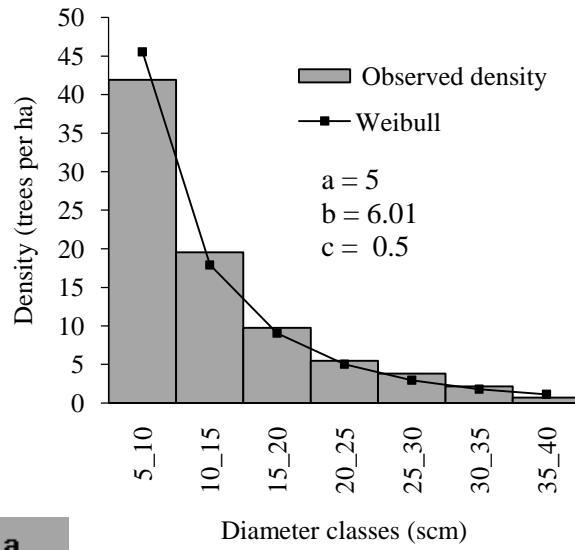 50
45
40
35
30
25
20
15
10
5
0
Density (trees per ha)
Observed density
Weibull
a = 5
b = 6.01
c = 0.5
5_10
10_15
15_20
20_25
25_30
30_35
35_40
Diameter classes (scm)
a